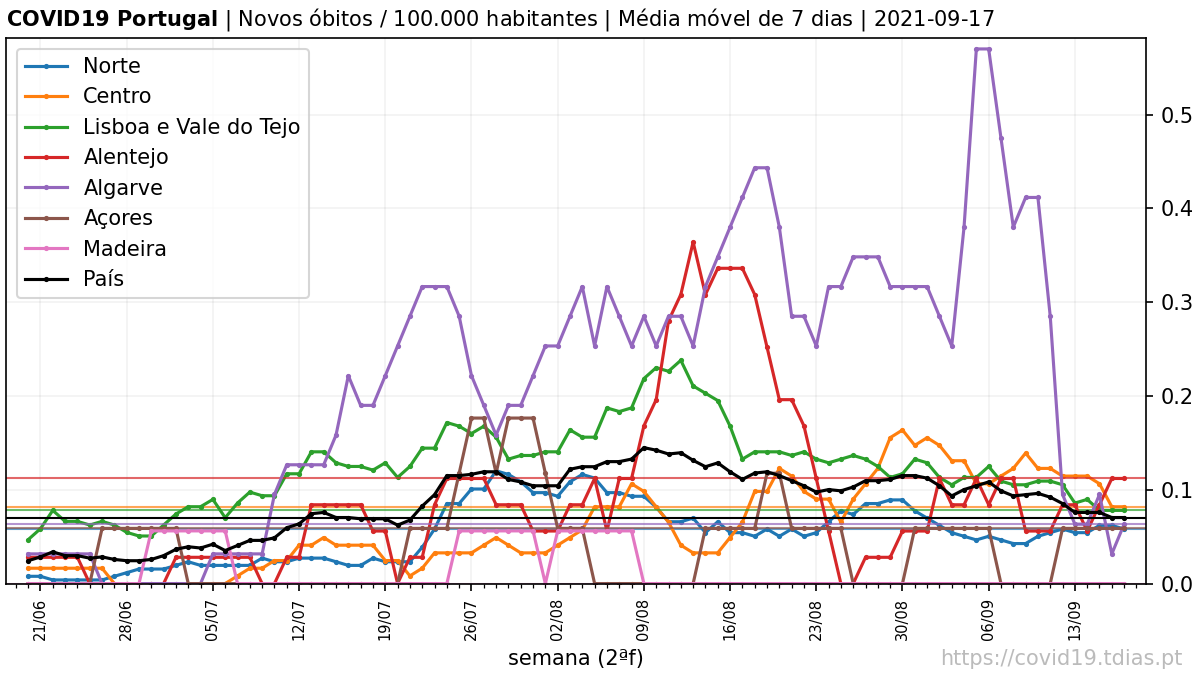 COVID19 Portugal | Novos óbitos / 100.000 habitantes | Média móvel de 7 dias | 2021-09-17
Norte
Centro
Lisboa e Vale do Tejo
Alentejo
Algarve
Açores
Madeira
País
0.5
0.4
0.3
0.2
0.1
0.0
21/06
28/06
05/07
12/07
19/07
26/07
02/08
09/08
16/08
23/08
30/08
06/09
13/09
semana (2ªf)
https://covid19.tdias.pt